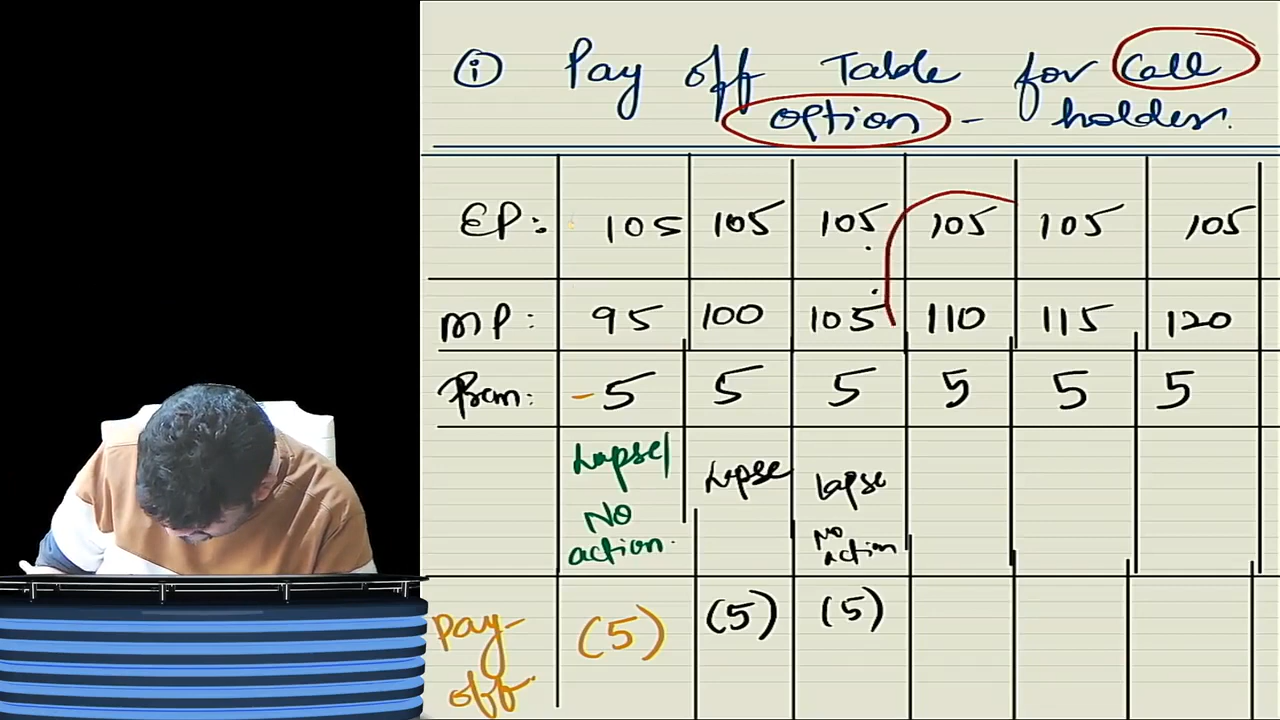 i Pay off Table for Call
option - holder.
EP: 105 105 105 105 105 105
MP: 95 100 105 110 115 120
Prem: -5 5 5 5 5 5
Lapse/ Lapse Lapse
No No
action. action
Pay- (5) (5) (5)
off